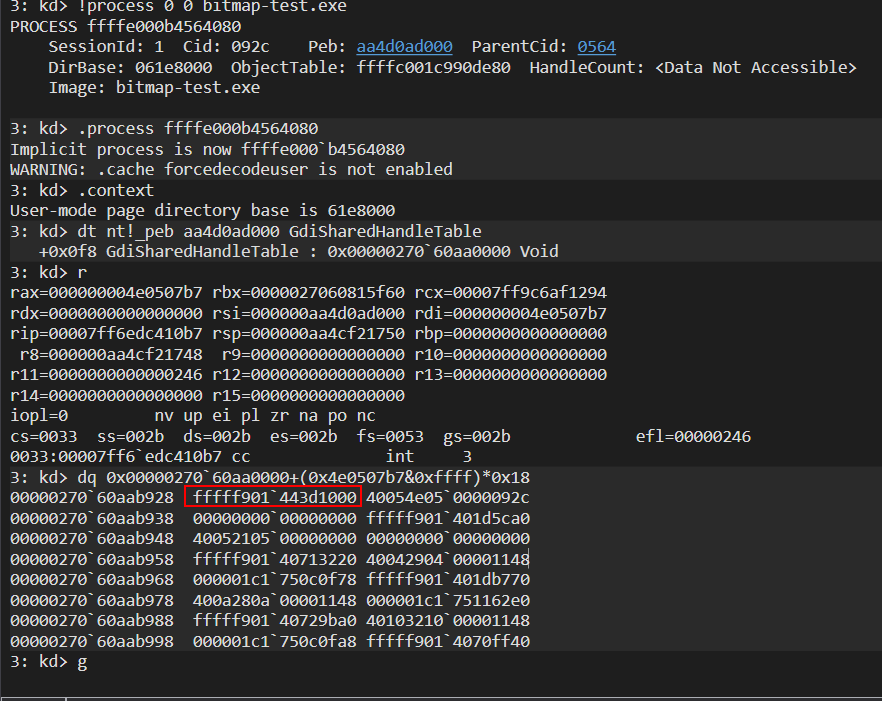 3: kd> !process 0 0 bitmap-test.exe
PROCESS ffffe000b4564080
    SessionId: 1  Cid: 092c    Peb: aa4d0ad000  ParentCid: 0564
    DirBase: 061e8000  ObjectTable: ffffc001c990de80  HandleCount: <Data Not Accessible>
    Image: bitmap-test.exe
3: kd> .process ffffe000b4564080
Implicit process is now ffffe000`b4564080
WARNING: .cache forcedecodeuser is not enabled
3: kd> .context
User-mode page directory base is 61e8000
3: kd> dt nt!_peb aa4d0ad000 GdiSharedHandleTable
   +0x0f8 GdiSharedHandleTable : 0x00000270`60aa0000 Void
3: kd> r
rax=000000004e0507b7 rbx=0000027060815f60 rcx=00007ff9c6af1294
rdx=0000000000000000 rsi=000000aa4d0ad000 rdi=000000004e0507b7
rip=00007ff6edc410b7 rsp=000000aa4cf21750 rbp=0000000000000000
 r8=000000aa4cf21748  r9=0000000000000000 r10=0000000000000000
r11=0000000000000246 r12=0000000000000000 r13=0000000000000000
r14=0000000000000000 r15=0000000000000000
iopl=0         nv up ei pl zr na po nc
cs=0033  ss=002b  ds=002b  es=002b  fs=0053  gs=002b             efl=00000246
0033:00007ff6`edc410b7 cc              int     3
3: kd> dq 0x00000270`60aa0000+(0x4e0507b7&0xffff)*0x18
00000270`60aab928  fffff901`443d1000 40054e05`0000092c
00000270`60aab938  00000000`00000000 fffff901`401d5ca0
00000270`60aab948  40052105`00000000 00000000`00000000
00000270`60aab958  fffff901`40713220 40042904`00001148
00000270`60aab968  000001c1`750c0f78 fffff901`401db770
00000270`60aab978  400a280a`00001148 000001c1`751162e0
00000270`60aab988  fffff901`40729ba0 40103210`00001148
00000270`60aab998  000001c1`750c0fa8 fffff901`4070ff40
3: kd> g